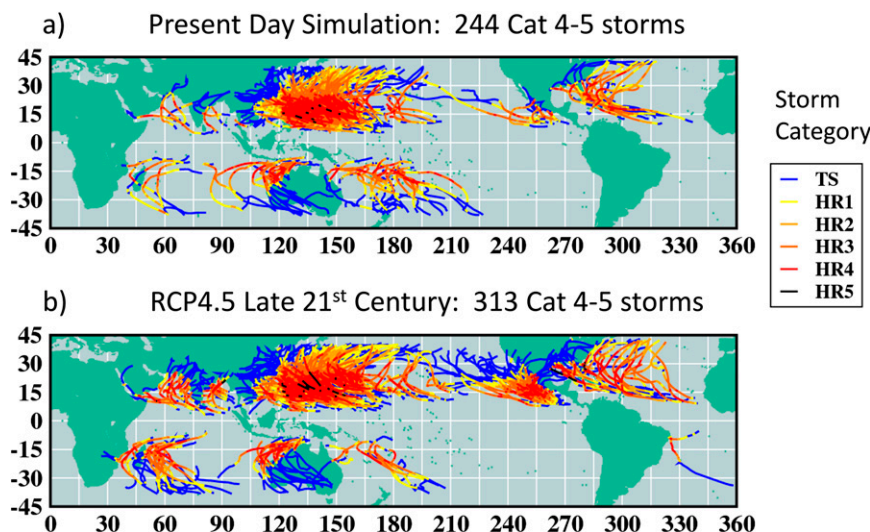 a) Present Day Simulation: 244 Cat 4-5 storms
45
30
15
0
-15
-30
-45
0 30 60 90 120 150 180 210 240 270 300 330 360
b) RCP4.5 Late 21st Century: 313 Cat 4-5 storms
45
30
15
0
-15
-30
-45
0 30 60 90 120 150 180 210 240 270 300 330 360
Storm
Category
TS
HR1
HR2
HR3
HR4
HR5